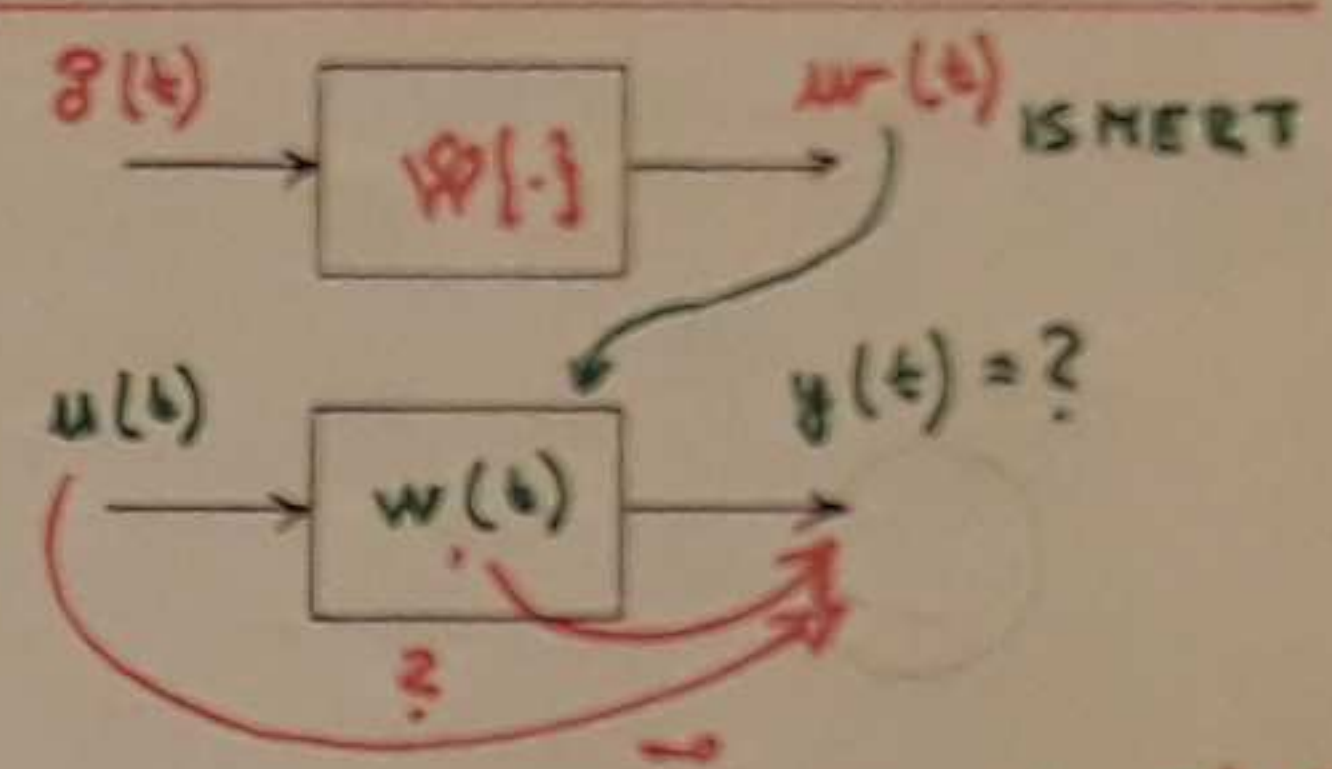 δ(t) W{·} w(t) ISMERT
u(t) w(t) y(t) = ?
?